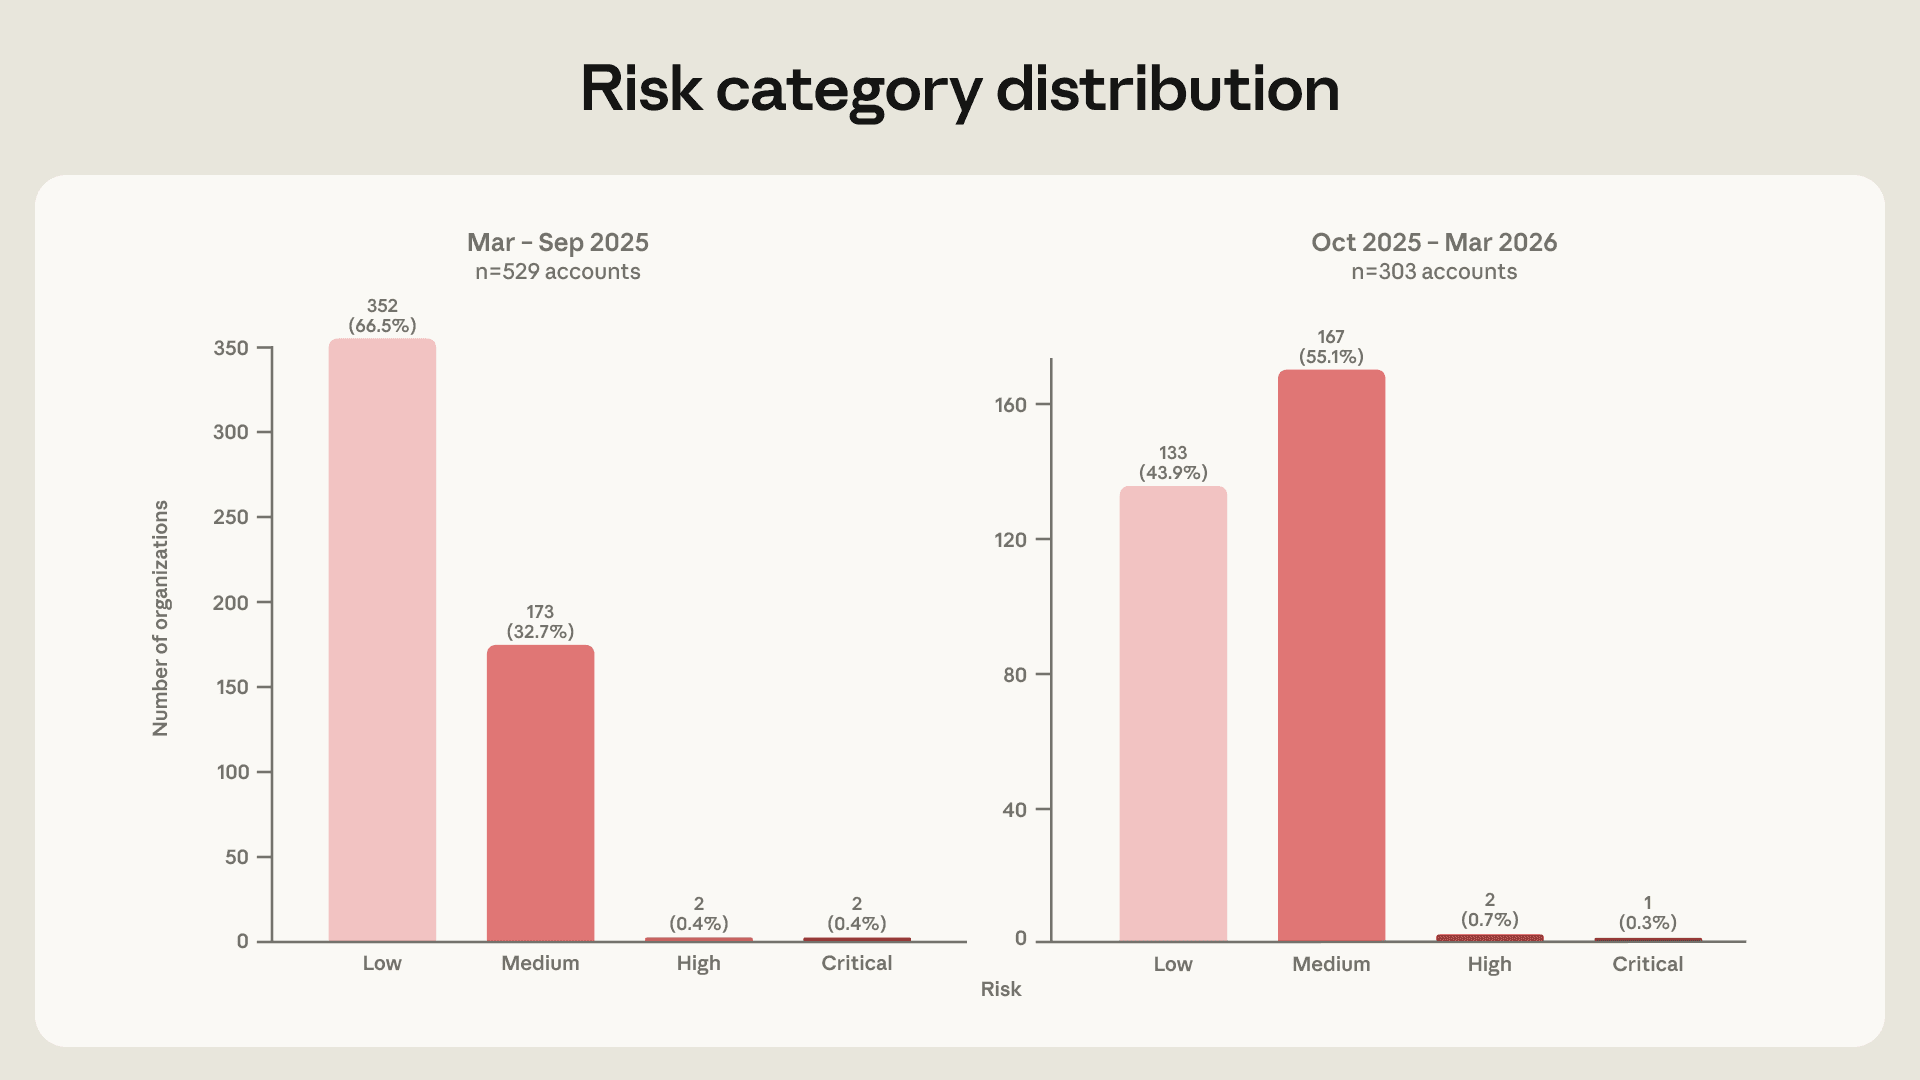 Risk category distribution
Mar – Sep 2025
n=529 accounts
352
(66.5%)
350
300
250
200
150
100
50
0
Number of organizations
173
(32.7%)
2
(0.4%)
2
(0.4%)
Low
Medium
High
Critical
Oct 2025 – Mar 2026
n=303 accounts
160
120
80
40
0
133
(43.9%)
167
(55.1%)
2
(0.7%)
1
(0.3%)
Low
Medium
High
Critical
Risk